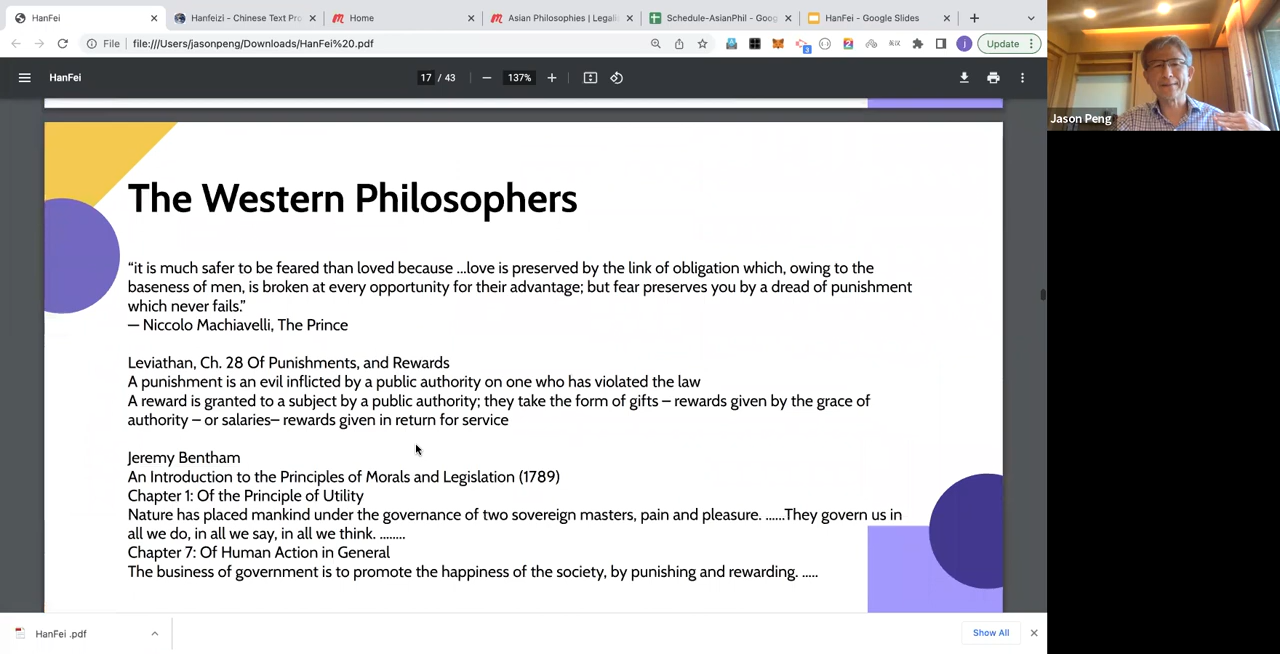 HanFei
Hanfeizi - Chinese Text Pro
Home
Asian Philosophies | Legali
Schedule-AsianPhil - Goog
HanFei - Google Slides
File
file:///Users/jasonpeng/Downloads/HanFei%20.pdf
3
2
j
Update
HanFei
17 / 43
137%
Jason Peng
The Western Philosophers
“it is much safer to be feared than loved because ...love is preserved by the link of obligation which, owing to the
baseness of men, is broken at every opportunity for their advantage; but fear preserves you by a dread of punishment
which never fails.”
— Niccolo Machiavelli, The Prince
Leviathan, Ch. 28 Of Punishments, and Rewards
A punishment is an evil inflicted by a public authority on one who has violated the law
A reward is granted to a subject by a public authority; they take the form of gifts – rewards given by the grace of
authority – or salaries– rewards given in return for service
Jeremy Bentham
An Introduction to the Principles of Morals and Legislation (1789)
Chapter 1: Of the Principle of Utility
Nature has placed mankind under the governance of two sovereign masters, pain and pleasure. ......They govern us in
all we do, in all we say, in all we think. ........
Chapter 7: Of Human Action in General
The business of government is to promote the happiness of the society, by punishing and rewarding. .....
HanFei .pdf
Show All